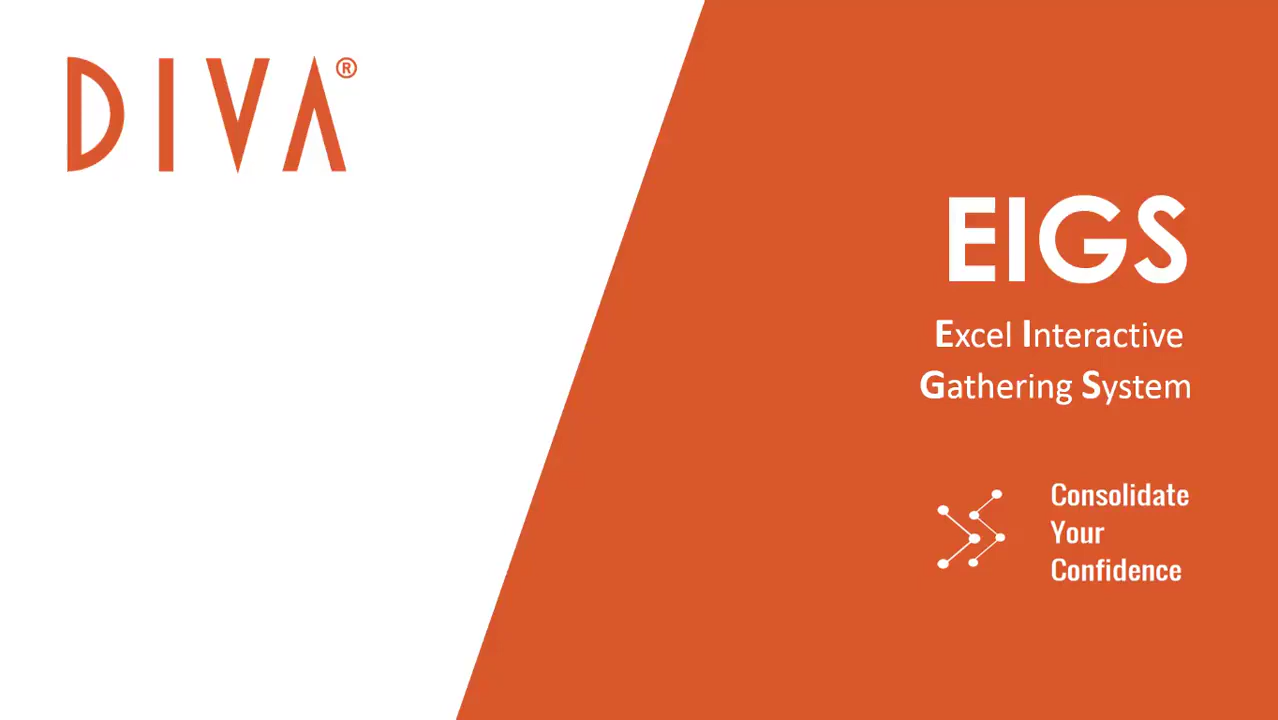 DIVA®
EIGS
Excel Interactive
Gathering System
Consolidate
Your
Confidence